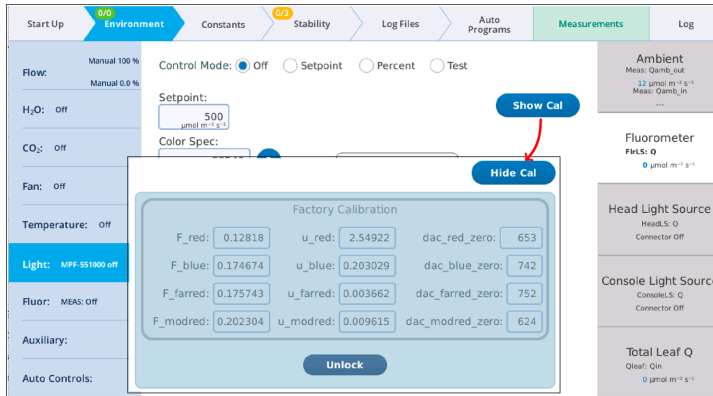 Start Up
0/0
Environment
Constants
0/3
Stability
Log Files
Auto
Programs
Measurements
Log
Flow:
Manual 100 %
Manual 0.0 %
H₂O: Off
CO₂: Off
Fan: Off
Temperature: Off
Light: MPF-551000 off
Fluor: MEAS: Off
Auxiliary:
Auto Controls:
Control Mode: Off Setpoint Percent Test
Setpoint:
500
μmol m⁻² s⁻¹
Color Spec:
Show Cal
Hide Cal
Factory Calibration
F_red: 0.12818 u_red: 2.54922 dac_red_zero: 653
F_blue: 0.174674 u_blue: 0.203029 dac_blue_zero: 742
F_farred: 0.175743 u_farred: 0.003662 dac_farred_zero: 752
F_modred: 0.202304 u_modred: 0.009615 dac_modred_zero: 624
Unlock
Ambient
Meas: Qamb_out
12 μmol m⁻² s⁻¹
Meas: Qamb_in
...
Fluorometer
FlrLS: Q
0 μmol m⁻² s⁻¹
Head Light Source
HeadLS: Q
Connector Off
Console Light Source
ConsoleLS: Q
Connector Off
Total Leaf Q
Qleaf: Qin
0 μmol m⁻² s⁻¹